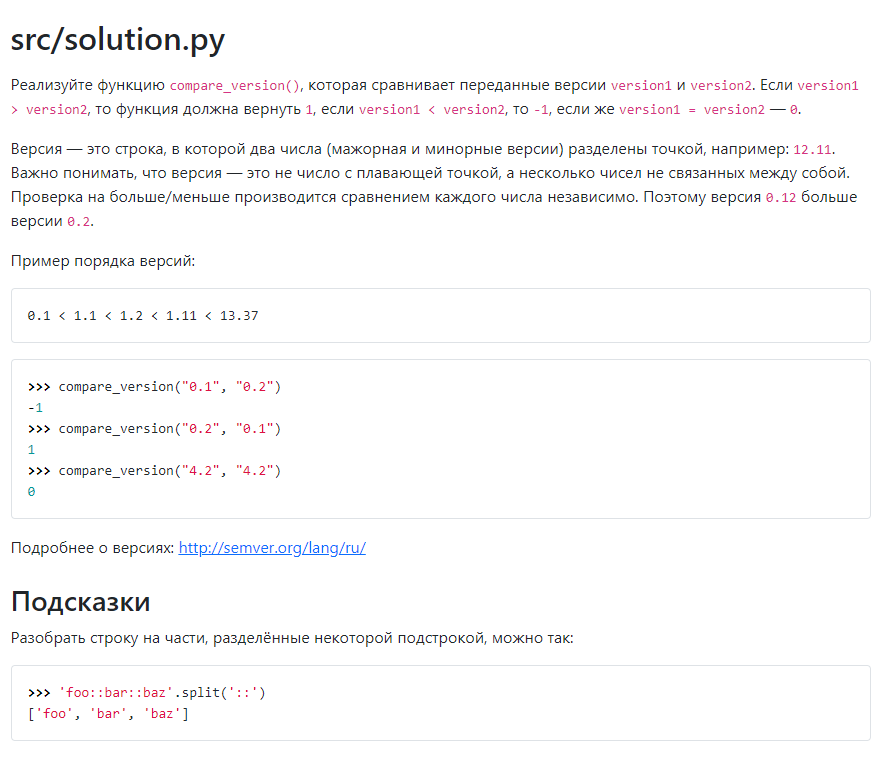 src/solution.py
Реализуйте функцию compare_version(), которая сравнивает переданные версии version1 и version2. Если version1
> version2, то функция должна вернуть 1, если version1 < version2, то -1, если же version1 = version2 — 0.
Версия — это строка, в которой два числа (мажорная и минорные версии) разделены точкой, например: 12.11.
Важно понимать, что версия — это не число с плавающей точкой, а несколько чисел не связанных между собой.
Проверка на больше/меньше производится сравнением каждого числа независимо. Поэтому версия 0.12 больше
версии 0.2.
Пример порядка версий:
0.1 < 1.1 < 1.2 < 1.11 < 13.37
>>> compare_version("0.1", "0.2")
-1
>>> compare_version("0.2", "0.1")
1
>>> compare_version("4.2", "4.2")
0
Подробнее о версиях: http://semver.org/lang/ru/
Подсказки
Разобрать строку на части, разделённые некоторой подстрокой, можно так:
>>> 'foo::bar::baz'.split('::')
['foo', 'bar', 'baz']